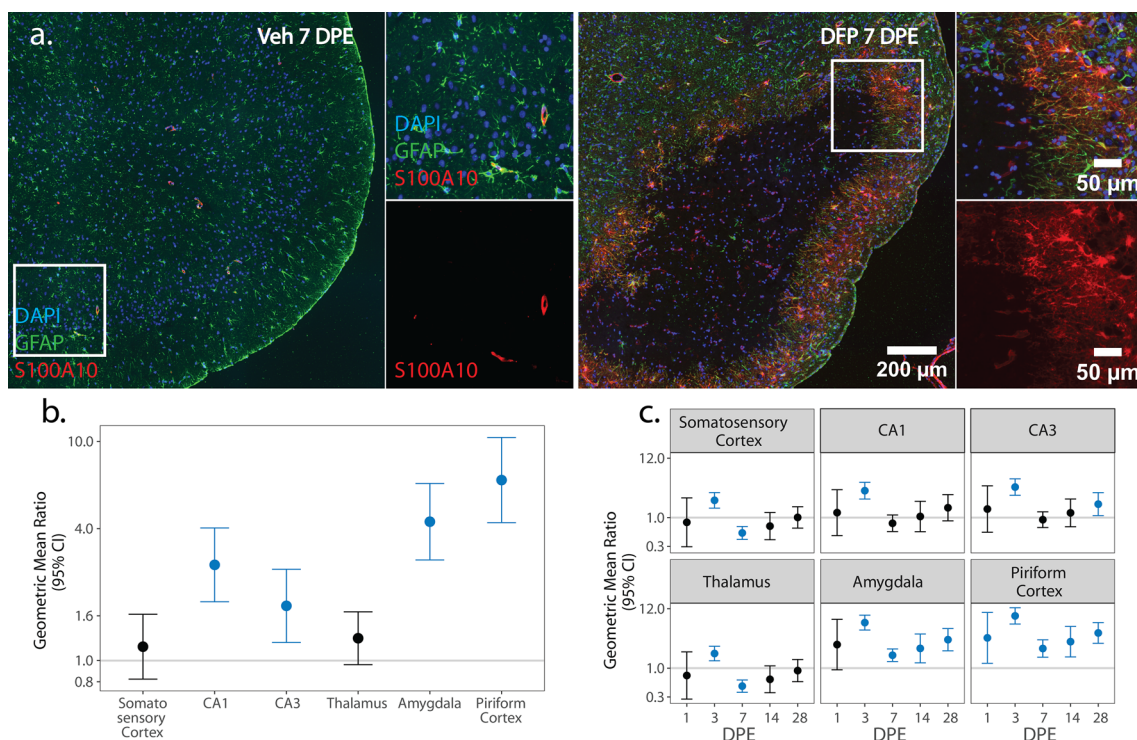 a.
Veh 7 DPE
DAPI
GFAP
S100A10
DAPI
GFAP
S100A10
S100A10
DFP 7 DPE
200 µm
50 µm
50 µm
b.
Geometric Mean Ratio
(95% CI)
10.0
4.0
1.6
1.0
0.8
Somato
sensory
Cortex
CA1
CA3
Thalamus
Amygdala
Piriform
Cortex
c.
Geometric Mean Ratio
(95% CI)
Somatosensory
Cortex
CA1
CA3
12.0
1.0
0.3
Thalamus
Amygdala
Piriform
Cortex
12.0
1.0
0.3
1 3 7 14 28
1 3 7 14 28
1 3 7 14 28
DPE
DPE
DPE